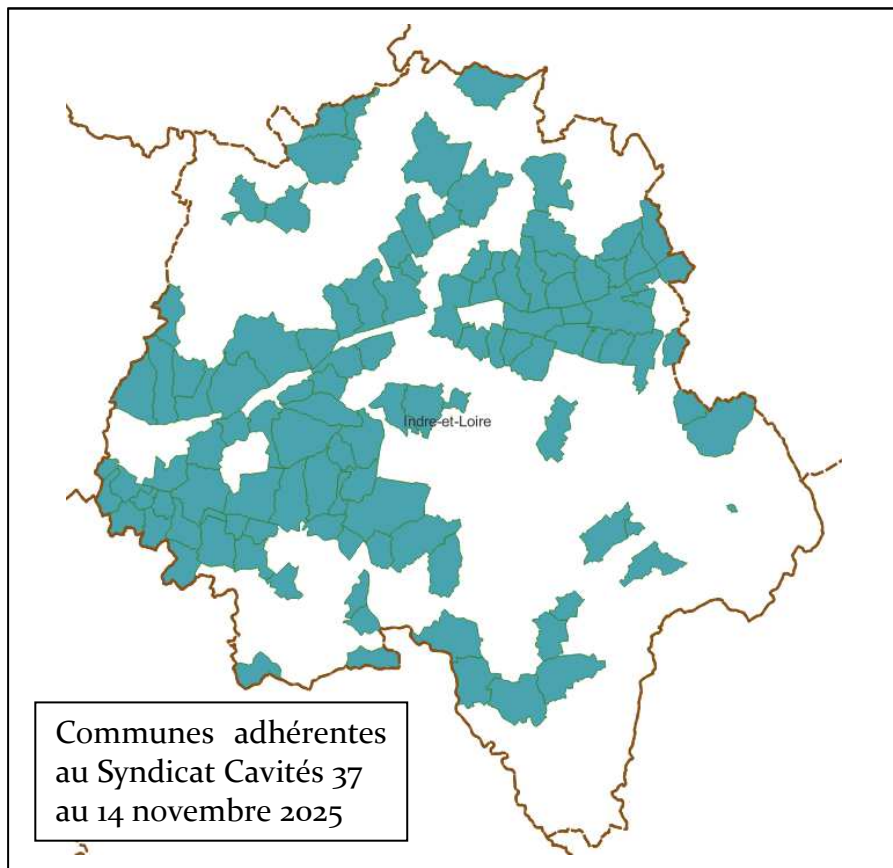 Indre-et-Loire
Communes adhérentes
au Syndicat Cavités 37
au 14 novembre 2025